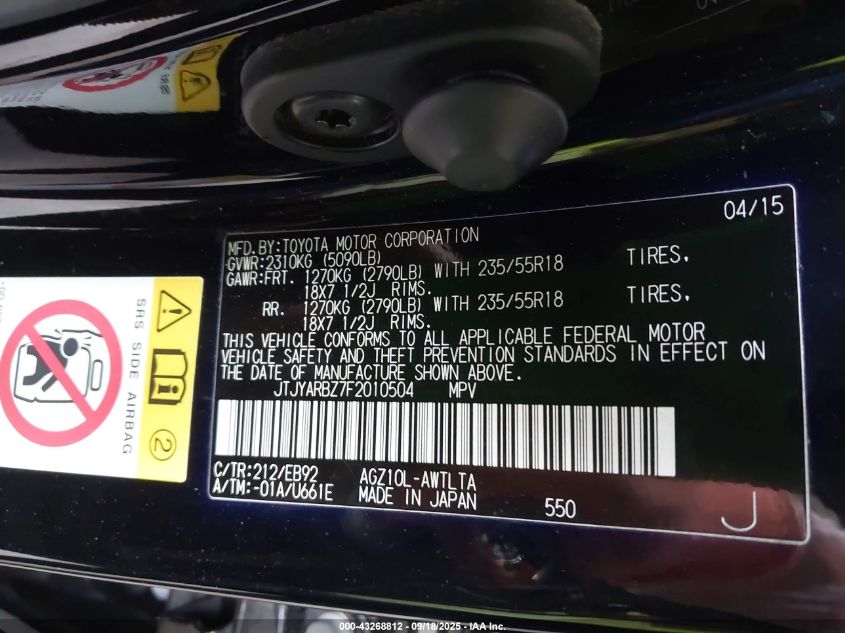 04/15
MFD.BY:TOYOTA MOTOR CORPORATION
GVWR:2310KG (5090LB)
GAWR:FRT. 1270KG (2790LB) WITH 235/55R18 TIRES.
18X7 1/2J RIMS.
RR. 1270KG (2790LB) WITH 235/55R18 TIRES.
18X7 1/2J RIMS.
THIS VEHICLE CONFORMS TO ALL APPLICABLE FEDERAL MOTOR
VEHICLE SAFETY AND THEFT PREVENTION STANDARDS IN EFFECT ON
THE DATE OF MANUFACTURE SHOWN ABOVE.
JTJYARBZ7F2010504 MPV
C/TR:212/EB92 AGZ10L-AWTLTA
A/TM:-01A/U661E MADE IN JAPAN 550
J
SRS SIDE AIRBAG
2
000-43268812 - 09/18/2025 - IAA Inc.